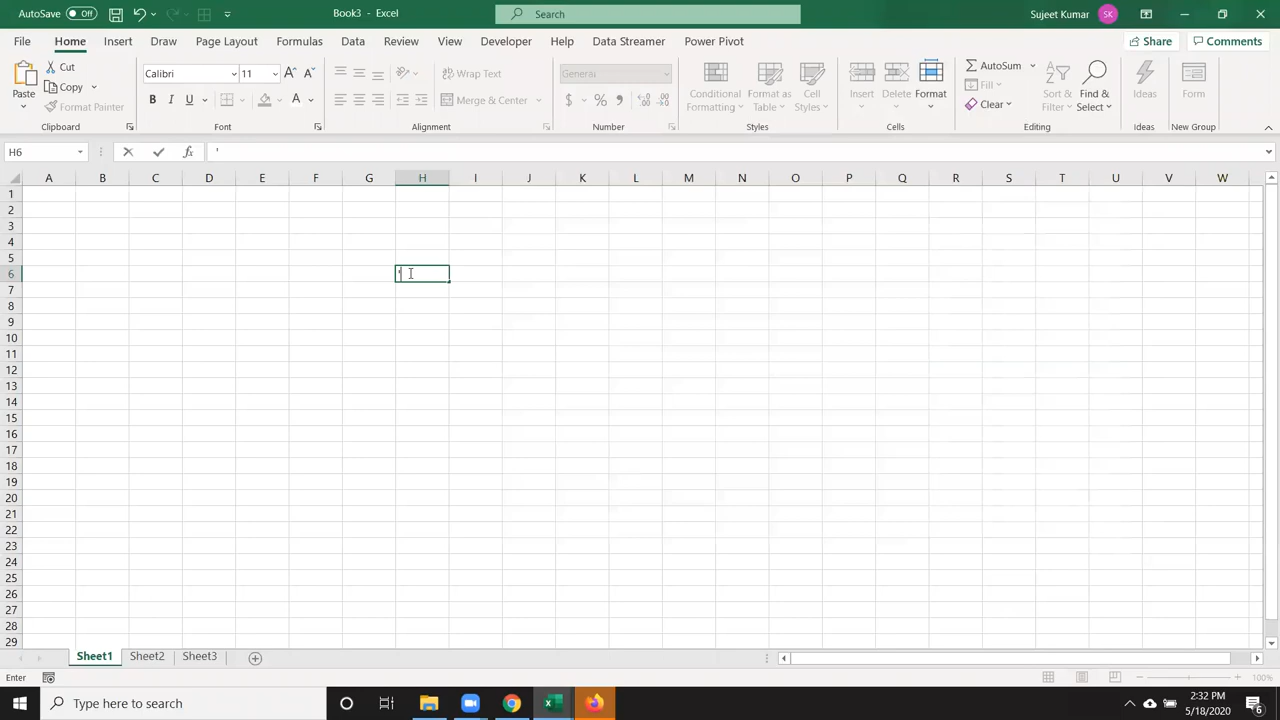 AutoSave Off Book3 - Excel Search Sujeet Kumar SK
File Home Insert Draw Page Layout Formulas Data Review View Developer Help Data Streamer Power Pivot Share Comments
Paste Cut Copy Format Painter
Calibri 11 B I U A
Wrap Text Merge & Center
General $ % ,
Conditional Formatting Format as Table Cell Styles
Insert Delete Format
AutoSum Fill Clear Sort & Filter Find & Select
Ideas Form
Clipboard Font Alignment Number Styles Cells Editing Ideas New Group
H6 fx '
A B C D E F G H I J K L M N O P Q R S T U V W
1
2
3
4
5
6 '
7
8
9
10
11
12
13
14
15
16
17
18
19
20
21
22
23
24
25
26
27
28
29
Sheet1 Sheet2 Sheet3
Enter 100%
Type here to search 2:32 PM
5/18/2020 6